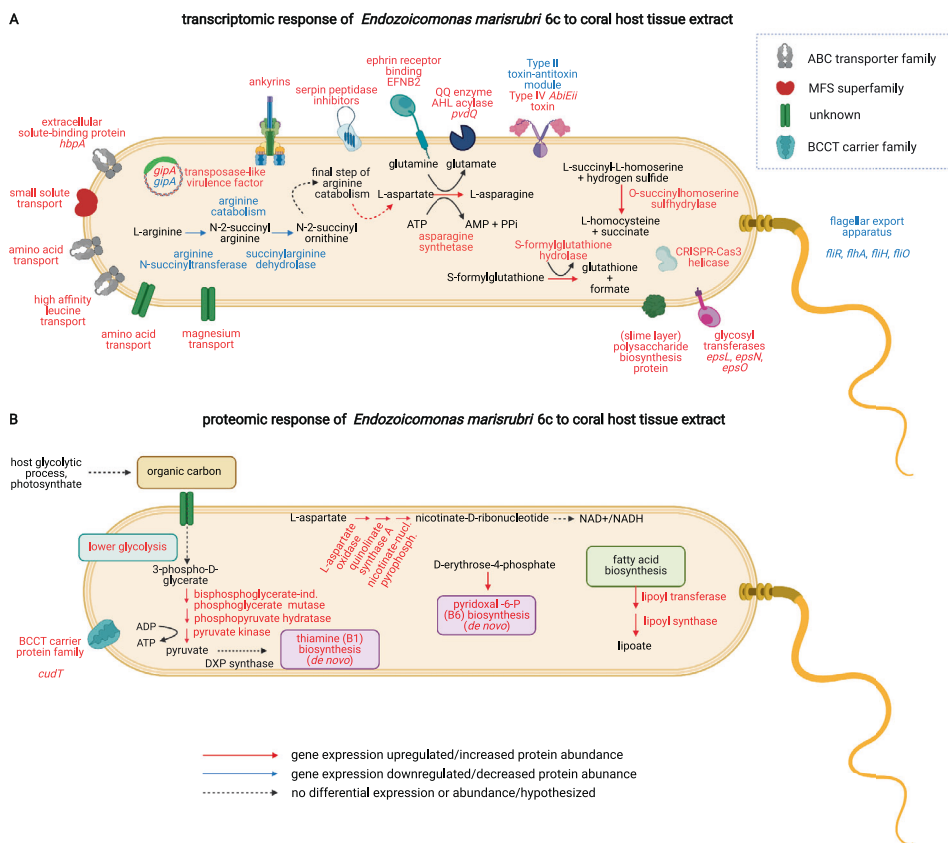 A
transcriptomic response of Endozoicomonas marisrubri 6c to coral host tissue extract
ABC transporter family
MFS superfamily
unknown
BCCT carrier family
extracellular
solute-binding protein
hbpA
small solute
transport
amino acid
transport
high affinity
leucine
transport
amino acid
transport
magnesium
transport
ankyrins
serpin peptidase
inhibitors
ephrin receptor
binding
EFNB2
QQ enzyme
AHL acylase
pvdQ
Type II
toxin-antitoxin
module
Type IV AbiEii
toxin
gipA
gipA
transposase-like
virulence factor
arginine
catabolism
L-arginine
N-2-succinyl
arginine
N-2-succinyl
ornithine
arginine
N-succinyltransferase
succinylarginine
dehydrolase
final step of
arginine
catabolism
glutamine
glutamate
L-aspartate
L-asparagine
ATP
AMP + PPi
asparagine
synthetase
L-succinyl-L-homoserine
+ hydrogen sulfide
O-succinylhomoserine
sulfhydrylase
L-homocysteine
+ succinate
S-formylglutathione
hydrolase
S-formylglutathione
glutathione
+
formate
CRISPR-Cas3
helicase
(slime layer)
polysaccharide
biosynthesis
protein
glycosyl
transferases
epsL, epsN,
epsO
flagellar export
apparatus
fliR, flhA, fliH, fliO
B
proteomic response of Endozoicomonas marisrubri 6c to coral host tissue extract
host glycolytic
process,
photosynthate
organic carbon
lower glycolysis
3-phospho-D-
glycerate
bisphosphoglycerate-ind.
phosphoglycerate mutase
phosphopyruvate hydratase
pyruvate kinase
ADP
ATP
pyruvate
DXP synthase
thiamine (B1)
biosynthesis
(de novo)
BCCT carrier
protein family
cudT
L-aspartate
nicotinate-D-ribonucleotide
NAD+/NADH
L-aspartate
oxidase
quinolinate
synthase A
nicotinate-nucl.
pyrophosph.
D-erythrose-4-phosphate
pyridoxal -6-P
(B6) biosynthesis
(de novo)
fatty acid
biosynthesis
lipoyl transferase
lipoyl synthase
lipoate
gene expression upregulated/increased protein abundance
gene expression downregulated/decreased protein abunance
no differential expression or abundance/hypothesized